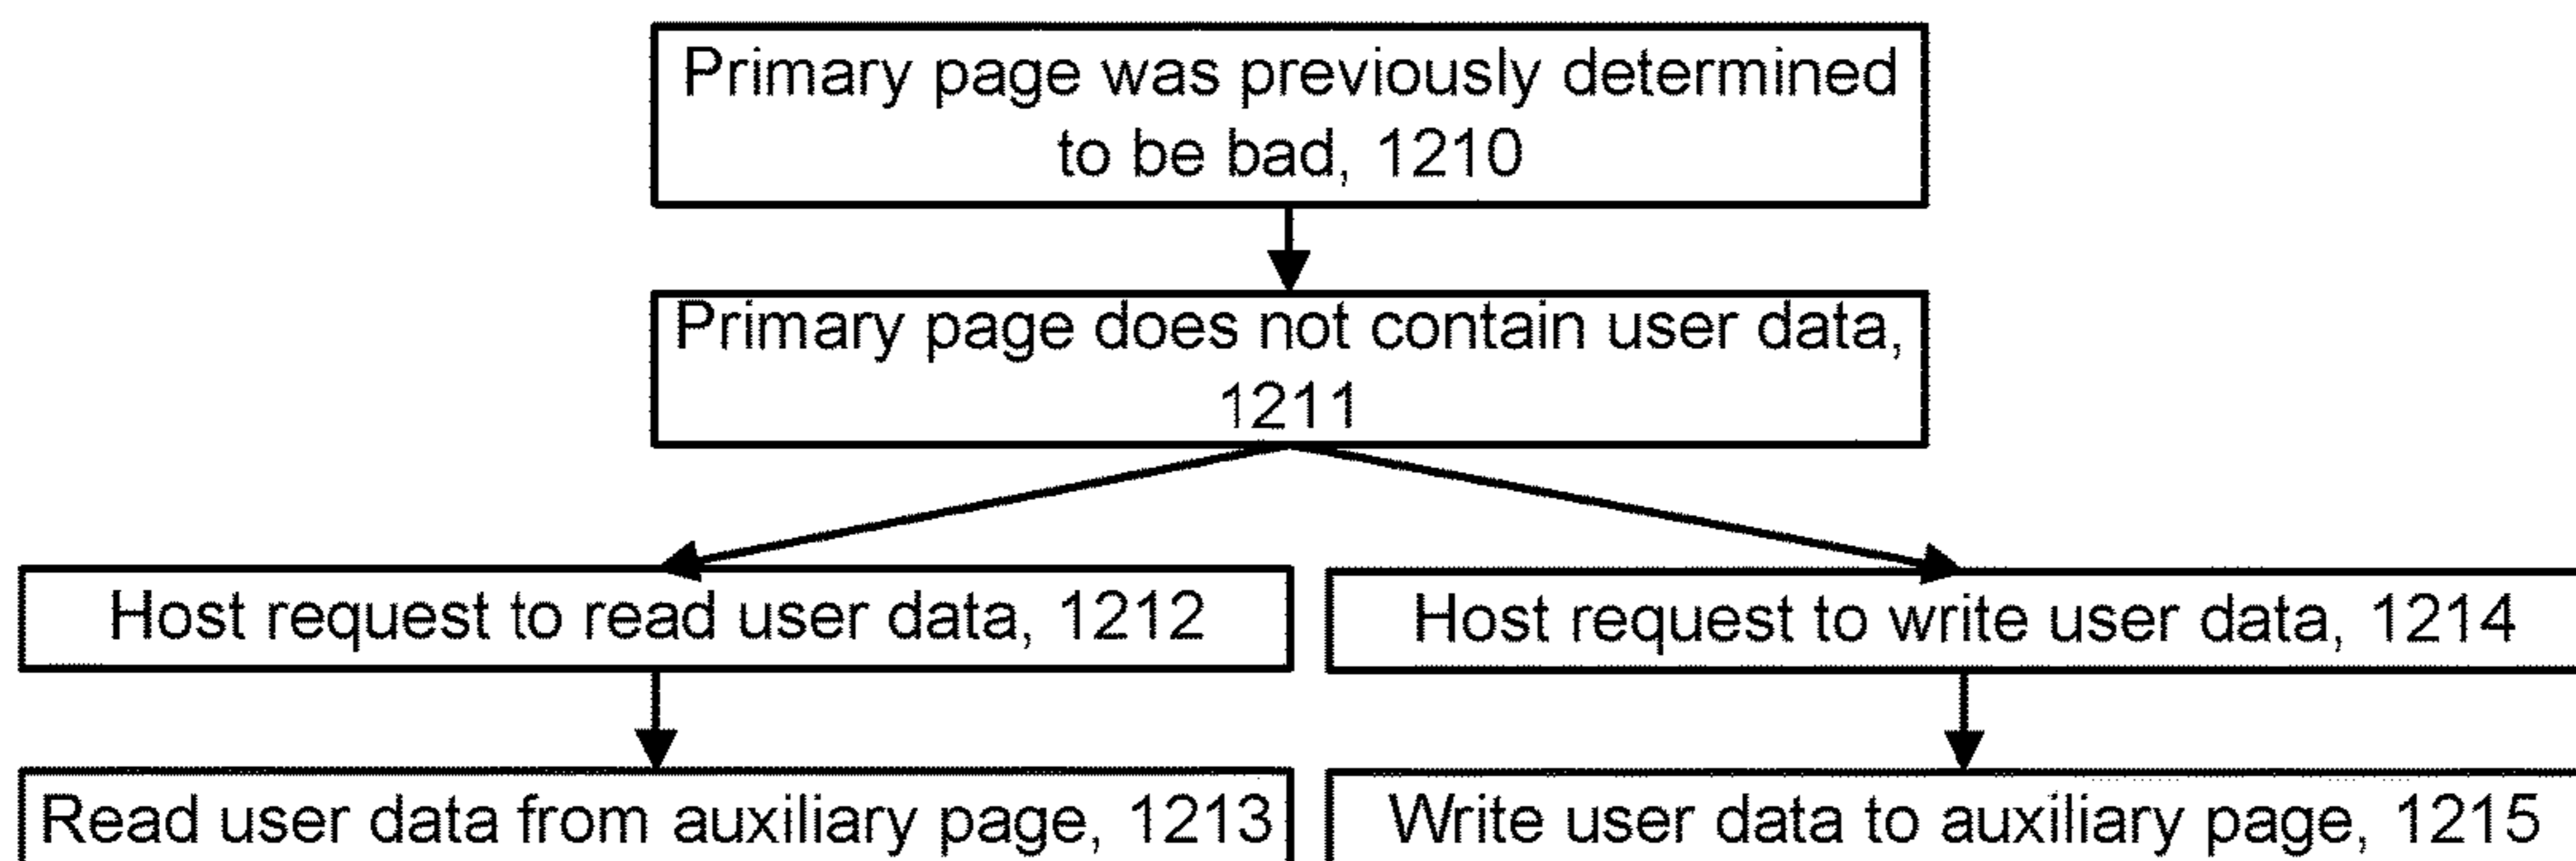 Primary page was previously determined
to be bad, 1210
Primary page does not contain user data,
1211
Host request to read user data, 1212
Host request to write user data, 1214
Read user data from auxiliary page, 1213
Write user data to auxiliary page, 1215